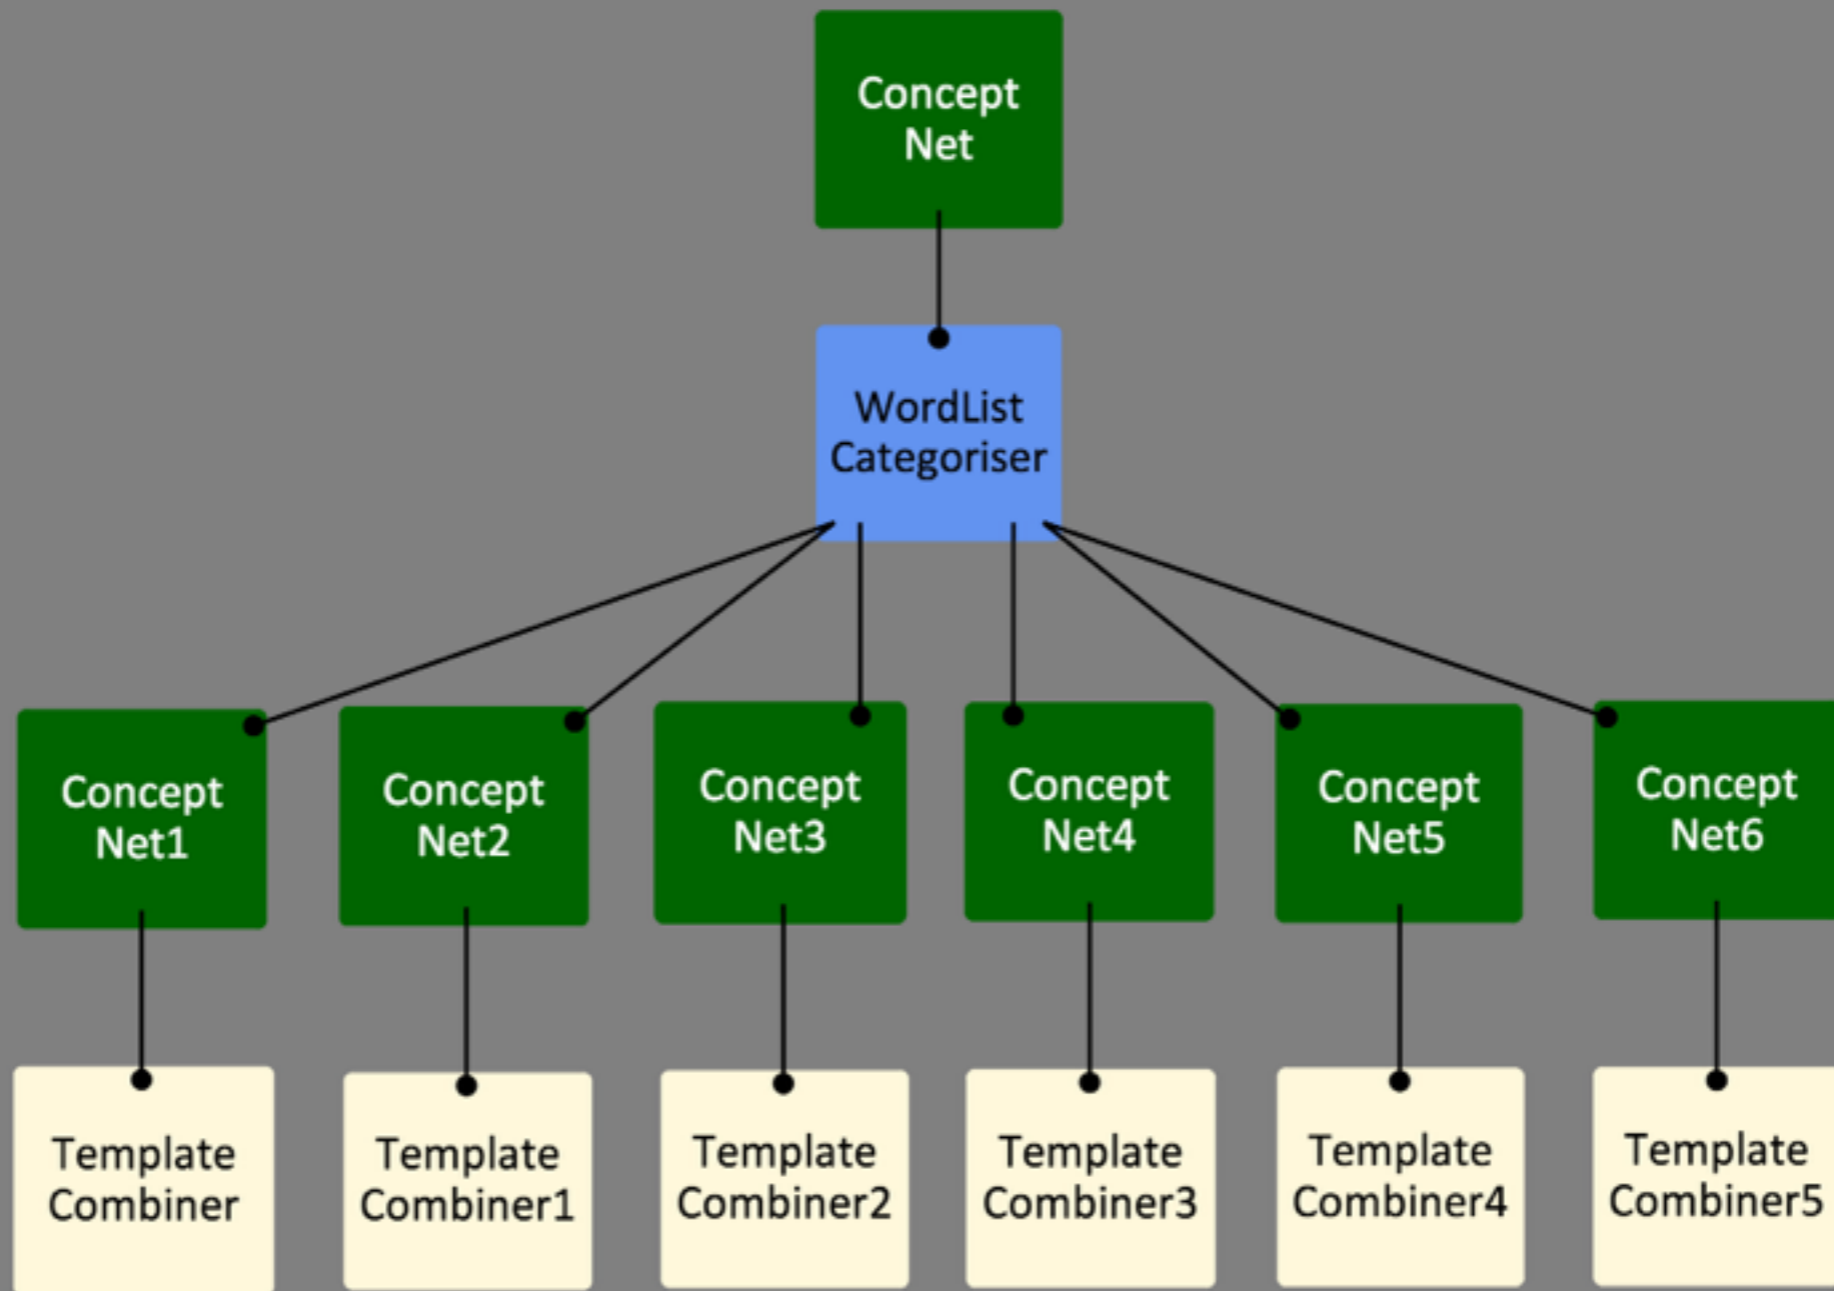 Concept
Net
WordList
Categoriser
Concept
Net1
Concept
Net2
Concept
Net3
Concept
Net4
Concept
Net5
Concept
Net6
Template
Combiner
Template
Combiner1
Template
Combiner2
Template
Combiner3
Template
Combiner4
Template
Combiner5